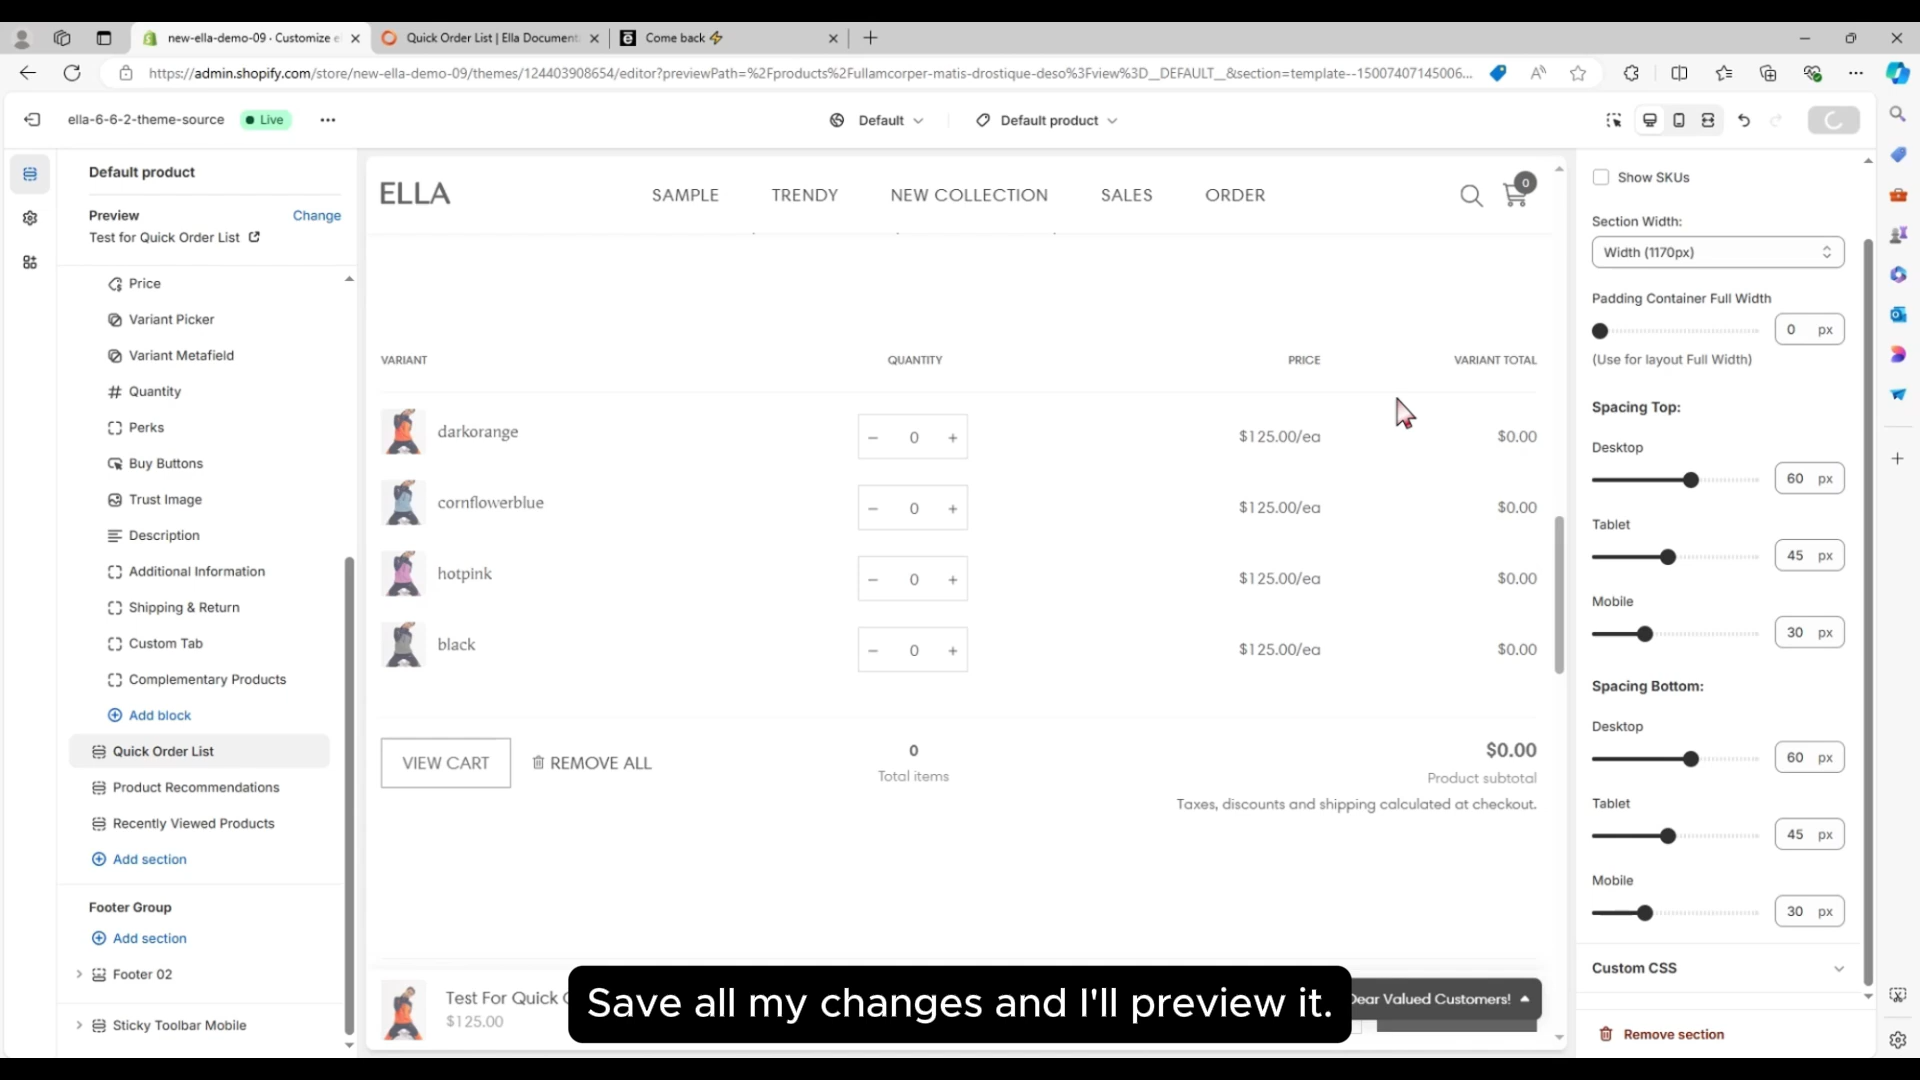 new-ella-demo-09 · Customize e
Quick Order List | Ella Document
Come back ⚡
https://admin.shopify.com/store/new-ella-demo-09/themes/124403908654/editor?previewPath=%2Fproducts%2Fullamcorper-matis-drostique-deso%3Fview%3D__DEFAULT__&section=template--15007407145006...
ella-6-6-2-theme-source
Live
Default
Default product
Default product
Preview
Change
Test for Quick Order List
Price
Variant Picker
Variant Metafield
Quantity
Perks
Buy Buttons
Trust Image
Description
Additional Information
Shipping & Return
Custom Tab
Complementary Products
Add block
Quick Order List
Product Recommendations
Recently Viewed Products
Add section
Footer Group
Add section
Footer 02
Sticky Toolbar Mobile
ELLA
SAMPLE TRENDY NEW COLLECTION SALES ORDER
0
VARIANT QUANTITY PRICE VARIANT TOTAL
darkorange − 0 + $125.00/ea $0.00
cornflowerblue − 0 + $125.00/ea $0.00
hotpink − 0 + $125.00/ea $0.00
black − 0 + $125.00/ea $0.00
VIEW CART REMOVE ALL
0
Total items
$0.00
Product subtotal
Taxes, discounts and shipping calculated at checkout.
Test For Quick
$125.00
Dear Valued Customers!
Save all my changes and I'll preview it.
Show SKUs
Section Width:
Width (1170px)
Padding Container Full Width
0 px
(Use for layout Full Width)
Spacing Top:
Desktop
60 px
Tablet
45 px
Mobile
30 px
Spacing Bottom:
Desktop
60 px
Tablet
45 px
Mobile
30 px
Custom CSS
Remove section